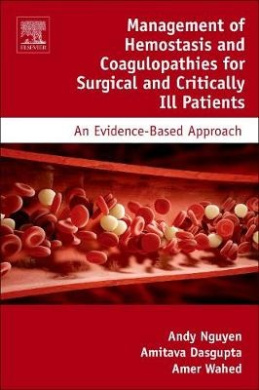 ELSEVIER
Management of
Hemostasis and
Coagulopathies for
Surgical and Critically
Ill Patients
An Evidence-Based Approach
Andy Nguyen
Amitava Dasgupta
Amer Wahed